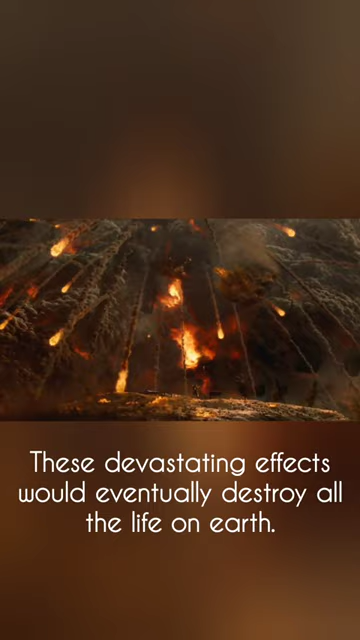 These devastating effects
would eventually destroy all
the life on earth.